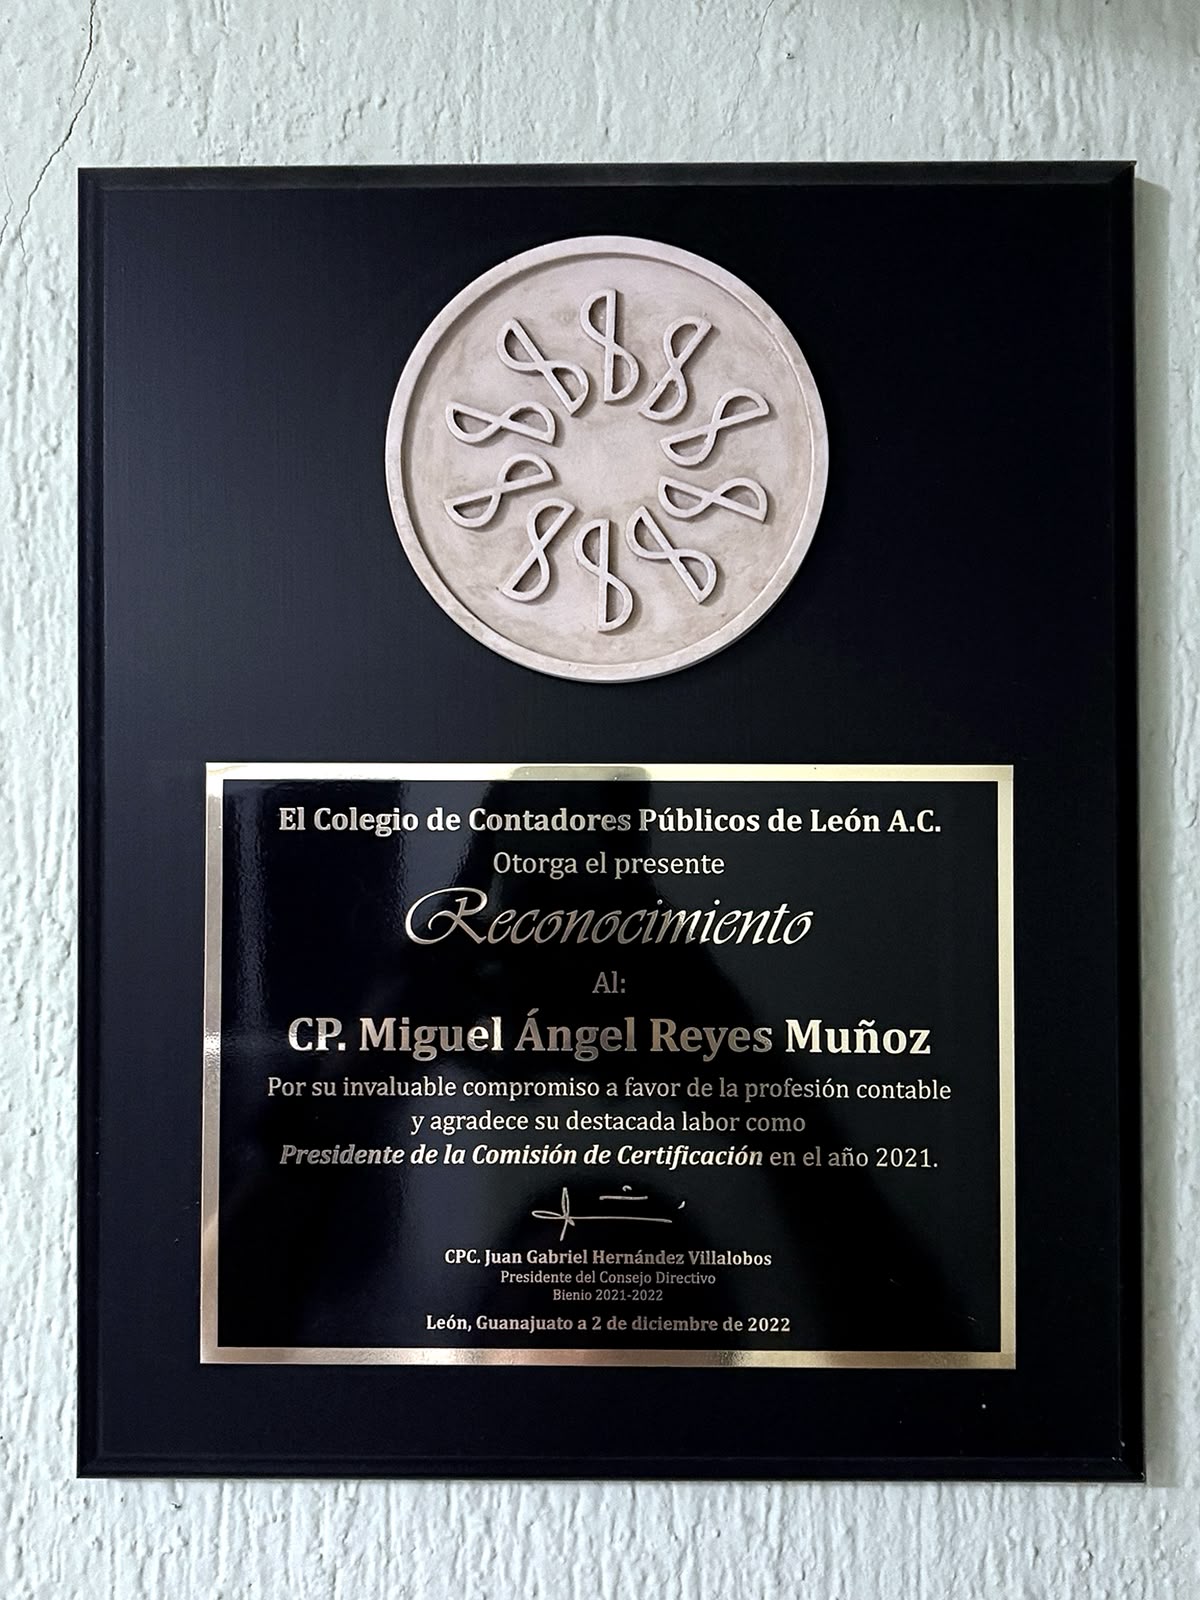 El Colegio de Contadores Públicos de León A.C.
Otorga el presente
Reconocimiento
Al:
CP. Miguel Ángel Reyes Muñoz
Por su invaluable compromiso a favor de la profesión contable
y agradece su destacada labor como
Presidente de la Comisión de Certificación en el año 2021.
CPC. Juan Gabriel Hernández Villalobos
Presidente del Consejo Directivo
Bienio 2021-2022
León, Guanajuato a 2 de diciembre de 2022